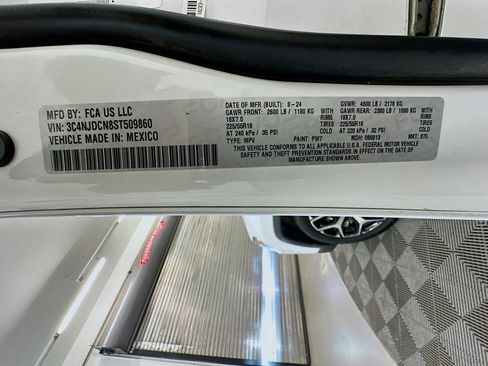 MFD BY: FCA US LLC
VIN: 3C4NJDCN8ST509860
VEHICLE MADE IN: MEXICO
DATE OF MFR (BUILT): 8-24 GVWR: 4800 LB / 2178 KG
GAWR FRONT: 2600 LB / 1180 KG WITH GAWR REAR: 2380 LB / 1080 KG WITH
18X7.0 RIMS 18X7.0 RIMS
225/55R18 TIRES 225/55R18 TIRES
AT 240 kPa / 35 PSI AT 220 kPa / 32 PSI
TYPE: MPV PAINT: PW7 MDH: 080813 MKT: 875
THIS VEHICLE CONFORMS TO ALL APPLICABLE U.S.A. FEDERAL MOTOR VEHICLE
SAFETY AND THEFT PREVENTION STANDARDS IN EFFECT ON THE DATE OF
MANUFACTURE SHOWN ABOVE.